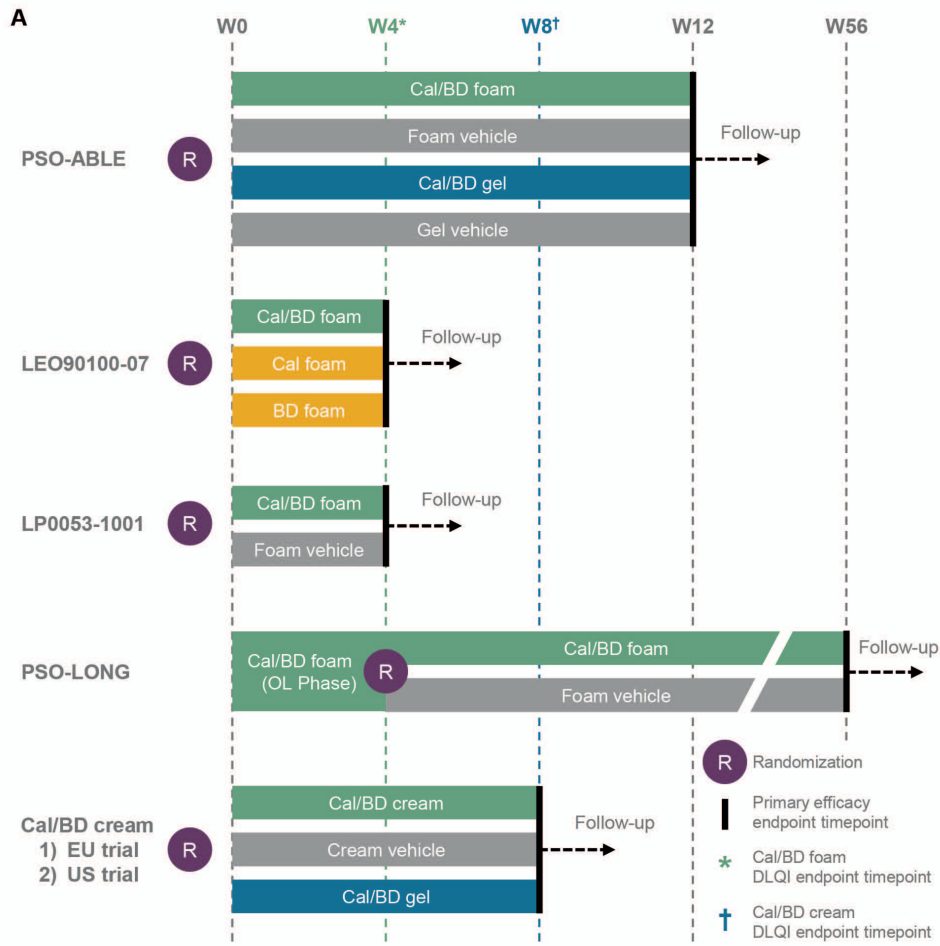 A
W0 W4* W8† W12 W56
Cal/BD foam
Foam vehicle
Follow-up
PSO-ABLE
R
Cal/BD gel
Gel vehicle
Cal/BD foam
Follow-up
LEO90100-07
R
Cal foam
BD foam
Cal/BD foam
Follow-up
LP0053-1001
R
Foam vehicle
Cal/BD foam
Follow-up
PSO-LONG
Cal/BD foam
(OL Phase)
R
Foam vehicle
R
Randomization
Cal/BD cream
Primary efficacy
endpoint timepoint
Cal/BD cream
1) EU trial
2) US trial
R
Cream vehicle
Follow-up
Cal/BD gel
* Cal/BD foam
DLQI endpoint timepoint
† Cal/BD cream
DLQI endpoint timepoint